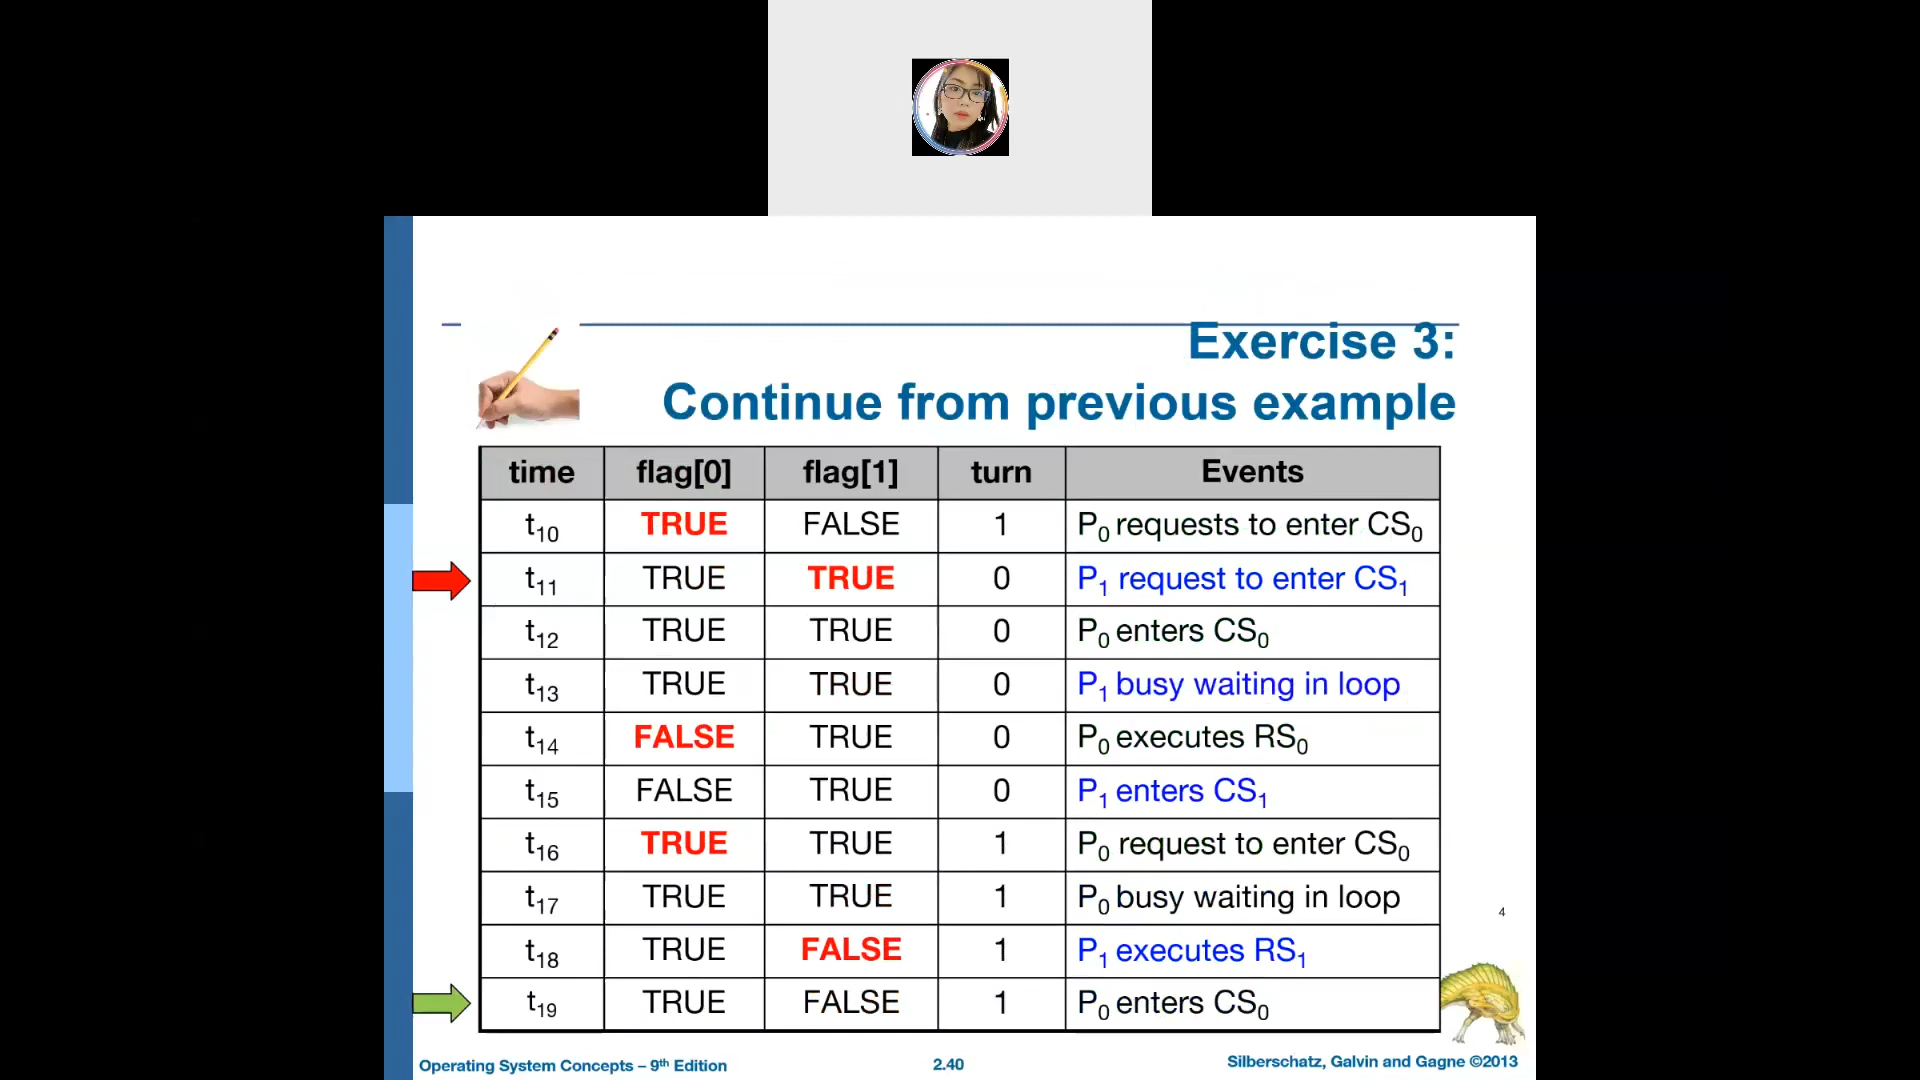 Exercise 3:
Continue from previous example
time flag[0] flag[1] turn Events
t10 TRUE FALSE 1 P0 requests to enter CS0
t11 TRUE TRUE 0 P1 request to enter CS1
t12 TRUE TRUE 0 P0 enters CS0
t13 TRUE TRUE 0 P1 busy waiting in loop
t14 FALSE TRUE 0 P0 executes RS0
t15 FALSE TRUE 0 P1 enters CS1
t16 TRUE TRUE 1 P0 request to enter CS0
t17 TRUE TRUE 1 P0 busy waiting in loop
t18 TRUE FALSE 1 P1 executes RS1
t19 TRUE FALSE 1 P0 enters CS0
4
Operating System Concepts – 9th Edition 2.40 Silberschatz, Galvin and Gagne ©2013